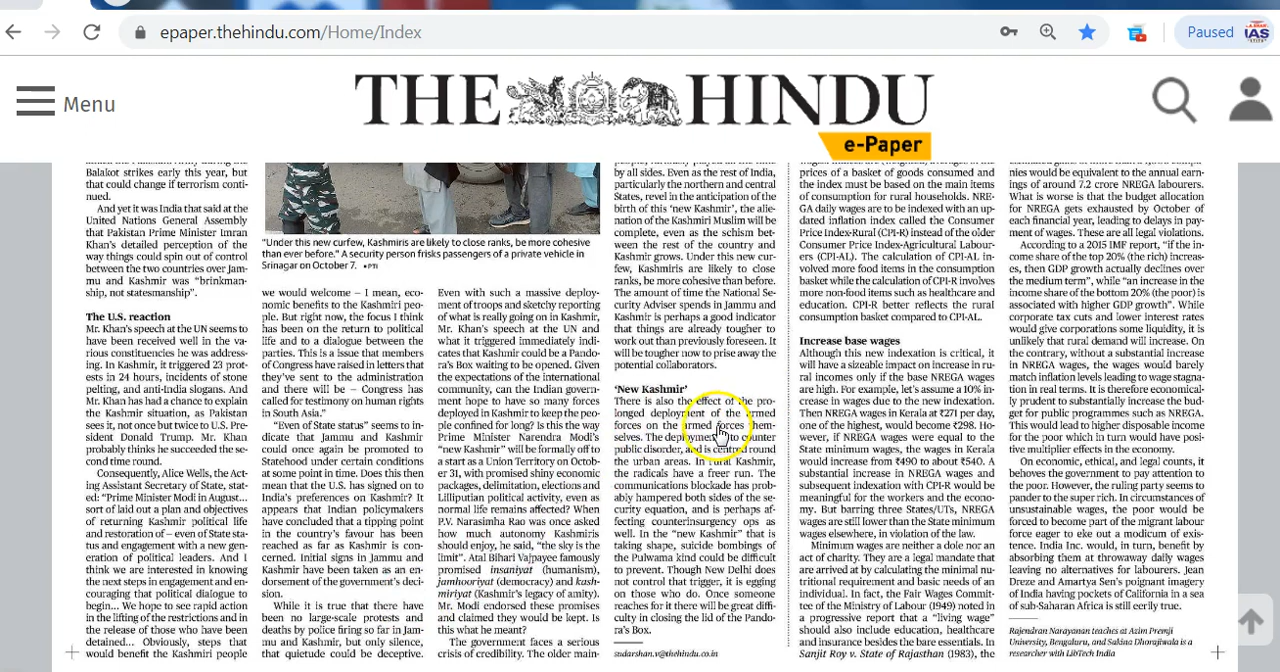 epaper.thehindu.com/Home/Index
Paused
IAS
Menu
THE HINDU
e-Paper
Balakot strikes early this year, but
that could change if terrorism conti-
nued.
And yet it was India that said at the
United Nations General Assembly
that Pakistan Prime Minister Imran
Khan's detailed perception of the
way things could spin out of control
between the two countries over Jam-
mu and Kashmir was "brinkman-
ship, not statesmanship".
The U.S. reaction
Mr. Khan's speech at the UN seems to
have been received well in the va-
rious constituencies he was address-
ing. In Kashmir, it triggered 23 prot-
ests in 24 hours, incidents of stone
pelting, and anti-India slogans. And
Mr. Khan has had a chance to explain
the Kashmir situation, as Pakistan
sees it, not once but twice to U.S. Pre-
sident Donald Trump. Mr. Khan
probably thinks he succeeded the se-
cond time round.
Consequently, Alice Wells, the Act-
ing Assistant Secretary of State, stat-
ed: "Prime Minister Modi in August...
sort of laid out a plan and objectives
of returning Kashmir political life
and restoration of – even of State sta-
tus and engagement with a new gen-
eration of political leaders. And I
think we are interested in knowing
the next steps in engagement and en-
couraging that political dialogue to
begin... We hope to see rapid action
in the lifting of the restrictions and in
the release of those who have been
detained... Obviously, steps that
would benefit the Kashmiri people
"Under this new curfew, Kashmiris are likely to close ranks, be more cohesive
than ever before." A security person frisks passengers of a private vehicle in
Srinagar on October 7. •PTI
we would welcome – I mean, eco-
nomic benefits to the Kashmiri peo-
ple. But right now, the focus I think
has been on the return to political
life and to a dialogue between the
parties. This is a issue that members
of Congress have raised in letters that
they've sent to the administration
and there will be – Congress has
called for testimony on human rights
in South Asia."
"Even of State status" seems to in-
dicate that Jammu and Kashmir
could once again be promoted to
Statehood under certain conditions
at some point in time. Does this then
mean that the U.S. has signed on to
India's preferences on Kashmir? It
appears that Indian policymakers
have concluded that a tipping point
in the country's favour has been
reached as far as Kashmir is con-
cerned. Initial signs in Jammu and
Kashmir have been taken as an en-
dorsement of the government's deci-
sion.
While it is true that there have
been no large-scale protests and
deaths by police firing so far in Jam-
mu and Kashmir, but only silence,
that quietude could be deceptive.
Even with such a massive deploy-
ment of troops and sketchy reporting
of what is really going on in Kashmir,
Mr. Khan's speech at the UN and
what it triggered immediately indi-
cates that Kashmir could be a Pando-
ra's Box waiting to be opened. Given
the expectations of the international
community, can the Indian govern-
ment hope to have so many forces
deployed in Kashmir to keep the peo-
ple confined for long? Is this the way
Prime Minister Narendra Modi's
"new Kashmir" will be formally off to
a start as a Union Territory on Octob-
er 31, with promised shiny economic
packages, delimitation, elections and
Lilliputian political activity, even as
normal life remains affected? When
P.V. Narasimha Rao was once asked
how much autonomy Kashmiris
should enjoy, he said, "the sky is the
limit". Atal Bihari Vajpayee famously
promised insaniyat (humanism),
jamhooriyat (democracy) and kash-
miriyat (Kashmir's legacy of amity).
Mr. Modi endorsed these promises
and claimed they would be kept. Is
this what he meant?
The government faces a serious
crisis of credibility. The older main-
by all sides. Even as the rest of India,
particularly the northern and central
States, revel in the anticipation of the
birth of this 'new Kashmir', the alie-
nation of the Kashmiri Muslim will be
complete, even as the schism be-
tween the rest of the country and
Kashmir grows. Under this new cur-
few, Kashmiris are likely to close
ranks, be more cohesive than before.
The amount of time the National Se-
curity Adviser spends in Jammu and
Kashmir is perhaps a good indicator
that things are already tougher to
work out than previously foreseen. It
will be tougher now to prise away the
potential collaborators.
'New Kashmir'
There is also the effect of the pro-
longed deployment of the armed
forces on the armed forces them-
selves. The to counter
public disorder, and is centred round
the urban areas. In rural Kashmir,
the radicals have a freer run. The
communications blockade has prob-
ably hampered both sides of the se-
curity equation, and is perhaps af-
fecting counterinsurgency ops as
well. In the "new Kashmir" that is
taking shape, suicide bombings of
the Pulwama kind could be difficult
to prevent. Though New Delhi does
not control that trigger, it is egging
on those who do. Once someone
reaches for it there will be great diffi-
culty in closing the lid of the Pando-
ra's Box.
sudarshan.v@thehindu.co.in
prices of a basket of goods consumed and
the index must be based on the main items
of consumption for rural households. NRE-
GA daily wages are to be indexed with an up-
dated inflation index called the Consumer
Price Index-Rural (CPI-R) instead of the older
Consumer Price Index-Agricultural Labour-
ers (CPI-AL). The calculation of CPI-AL in-
volved more food items in the consumption
basket while the calculation of CPI-R involves
more non-food items such as healthcare and
education. CPI-R better reflects the rural
consumption basket compared to CPI-AL.
Increase base wages
Although this new indexation is critical, it
will have a sizeable impact on increase in ru-
ral incomes only if the base NREGA wages
are high. For example, let's assume a 10% in-
crease in wages due to the new indexation.
Then NREGA wages in Kerala at ₹271 per day,
one of the highest, would become ₹298. Ho-
wever, if NREGA wages were equal to the
State minimum wages, the wages in Kerala
would increase from ₹490 to about ₹540. A
substantial increase in NREGA wages and
subsequent indexation with CPI-R would be
meaningful for the workers and the econo-
my. But barring three States/UTs, NREGA
wages are still lower than the State minimum
wages elsewhere, in violation of the law.
Minimum wages are neither a dole nor an
act of charity. They are a legal mandate that
are arrived at by calculating the minimal nu-
tritional requirement and basic needs of an
individual. In fact, the Fair Wages Commit-
tee of the Ministry of Labour (1949) noted in
a progressive report that a "living wage"
should also include education, healthcare
and insurance besides the bare essentials. In
Sanjit Roy v. State of Rajasthan (1983), the
nies would be equivalent to the annual earn-
ings of around 7.2 crore NREGA labourers.
What is worse is that the budget allocation
for NREGA gets exhausted by October of
each financial year, leading to delays in pay-
ment of wages. These are all legal violations.
According to a 2015 IMF report, "if the in-
come share of the top 20% (the rich) increas-
es, then GDP growth actually declines over
the medium term", while "an increase in the
income share of the bottom 20% (the poor) is
associated with higher GDP growth". While
corporate tax cuts and lower interest rates
would give corporations some liquidity, it is
unlikely that rural demand will increase. On
the contrary, without a substantial increase
in NREGA wages, the wages would barely
match inflation levels leading to wage stagna-
tion in real terms. It is therefore economical-
ly prudent to substantially increase the bud-
get for public programmes such as NREGA.
This would lead to higher disposable income
for the poor which in turn would have posi-
tive multiplier effects in the economy.
On economic, ethical, and legal counts, it
behoves the government to pay attention to
the poor. However, the ruling party seems to
pander to the super rich. In circumstances of
unsustainable wages, the poor would be
forced to become part of the migrant labour
force eager to eke out a modicum of exis-
tence. India Inc. would, in turn, benefit by
absorbing them at throwaway daily wages
leaving no alternatives for labourers. Jean
Dreze and Amartya Sen's poignant imagery
of India having pockets of California in a sea
of sub-Saharan Africa is still eerily true.
Rajendran Narayanan teaches at Azim Premji
University, Bengaluru, and Sakina Dhorajiwala is a
researcher with LibTech India